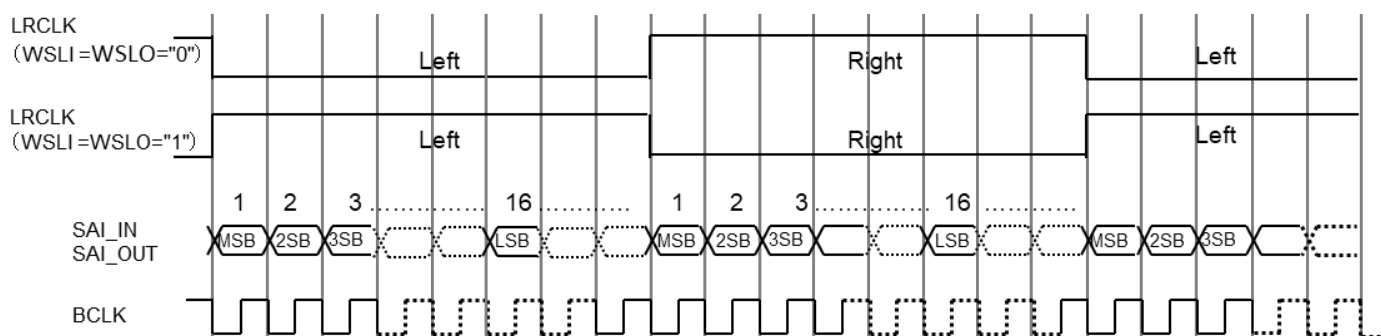 LRCLK
（WSLI=WSLO="0"）
Left Right Left
LRCLK
（WSLI=WSLO="1"）
Left Right Left
1 2 3 .................. 16 ................. 1 2 3 .................. 16 .................
SAI_IN MSB 2SB 3SB LSB MSB 2SB 3SB LSB MSB 2SB 3SB
SAI_OUT
BCLK